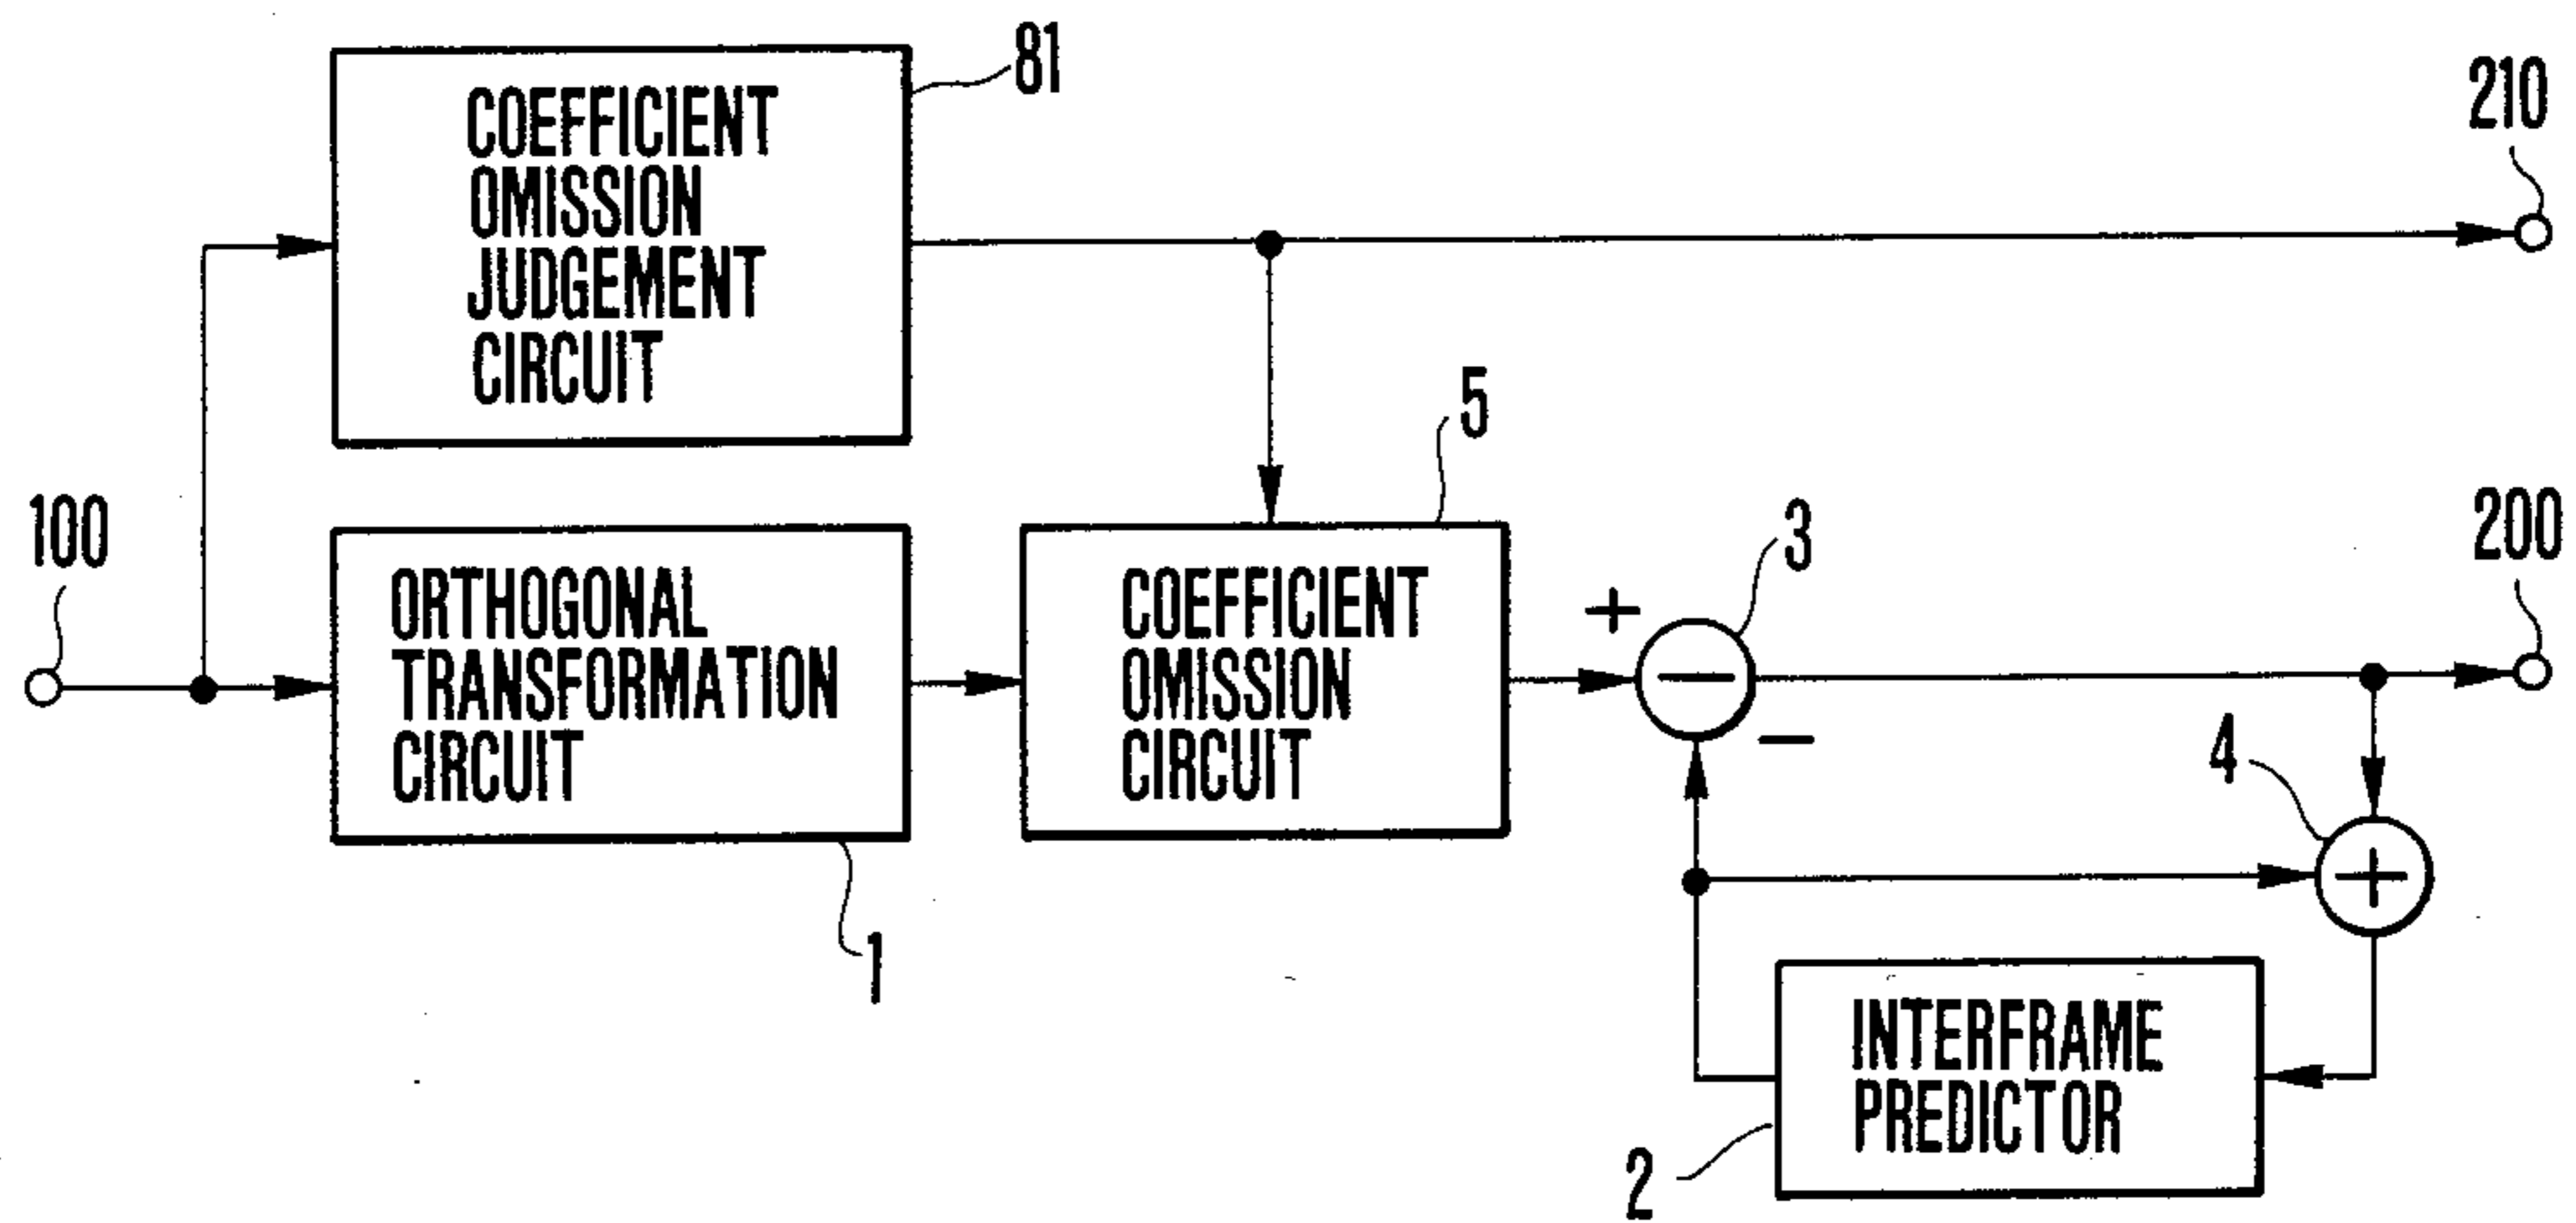 81
COEFFICIENT
OMISSION
JUDGEMENT
CIRCUIT
210
5
100
ORTHOGONAL
TRANSFORMATION
CIRCUIT
1
COEFFICIENT
OMISSION
CIRCUIT
+
3
−
−
200
4
+
INTERFRAME
PREDICTOR
2